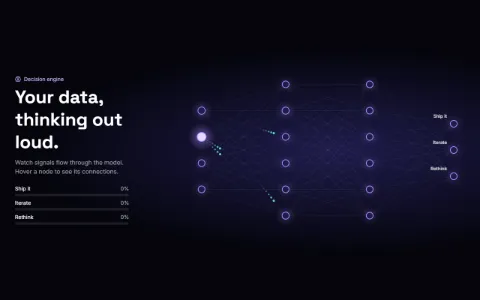 Decision engine
Your data,
thinking out
loud.
Watch signals flow through the model.
Hover a node to see its connections.
Ship it 0%
Iterate 0%
Rethink 0%
Ship it
Iterate
Rethink